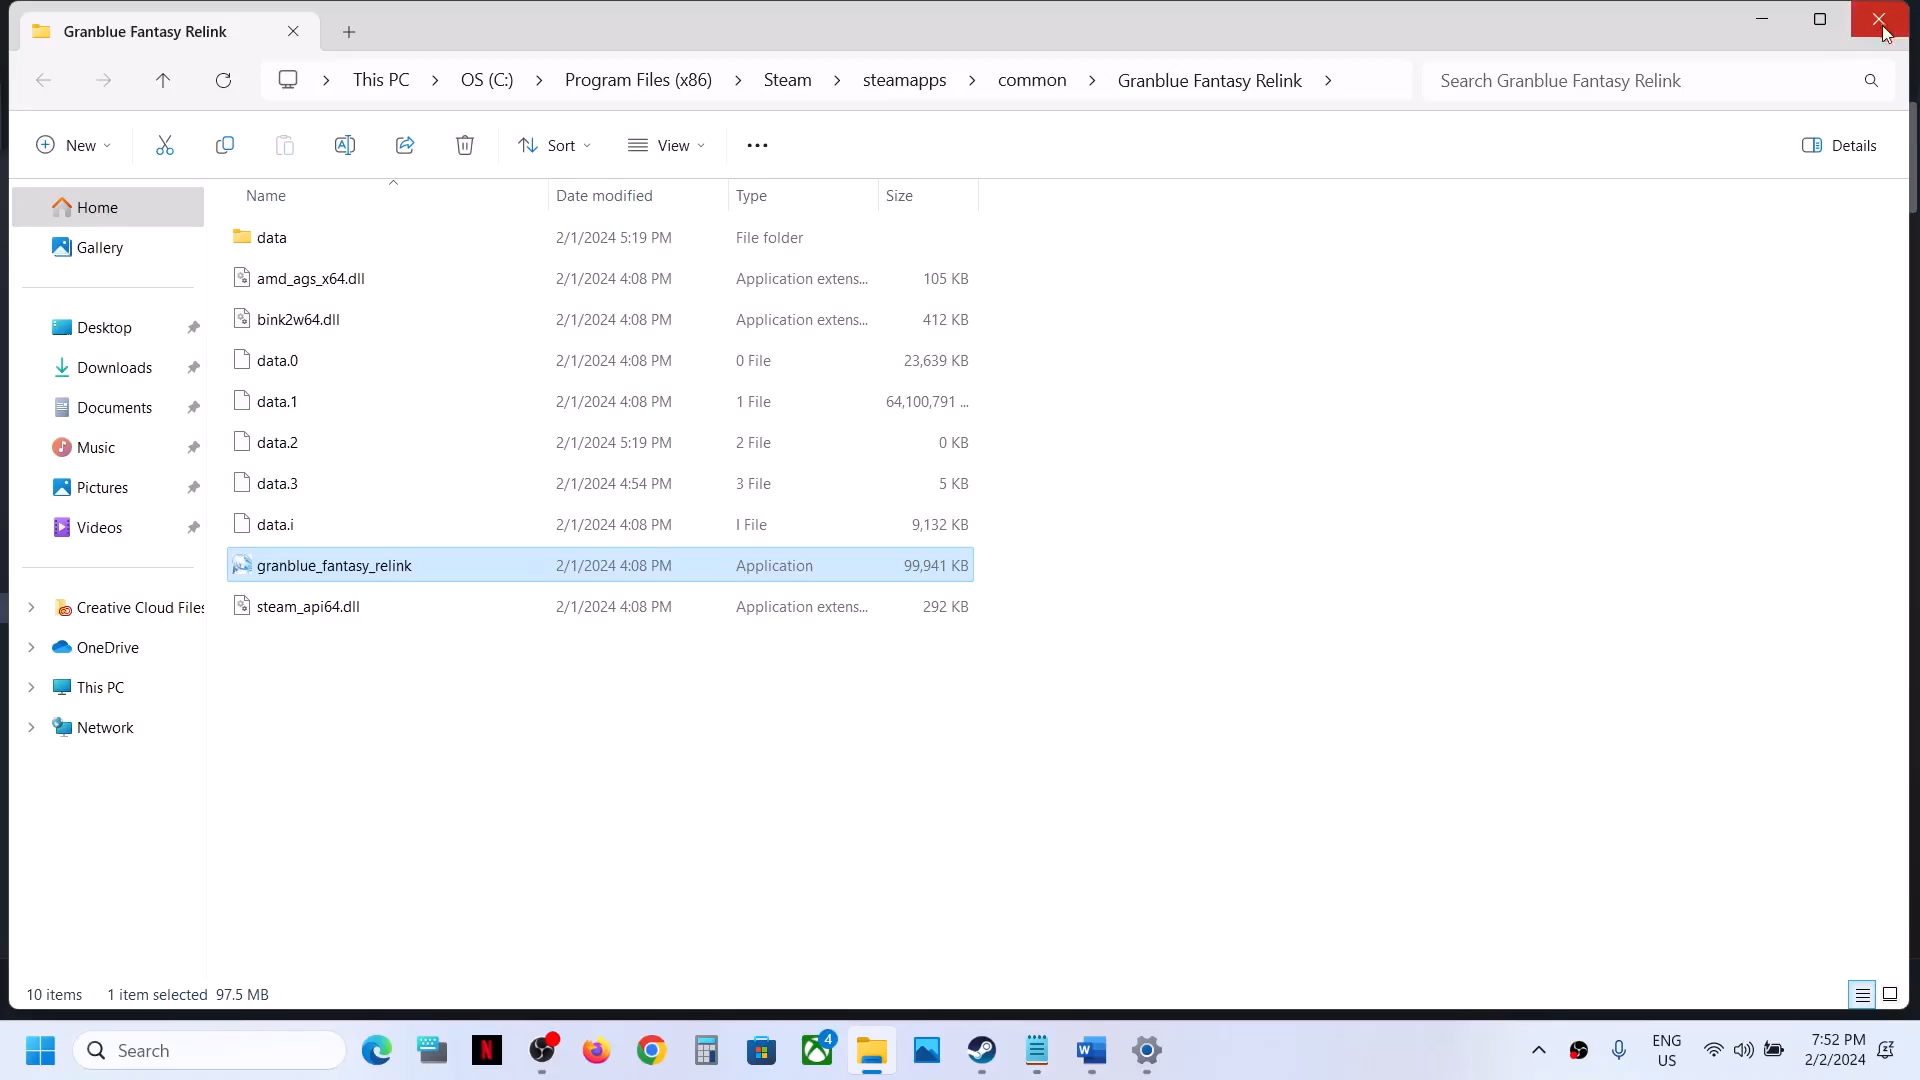 Granblue Fantasy Relink
This PC
OS (C:)
Program Files (x86)
Steam
steamapps
common
Granblue Fantasy Relink
Search Granblue Fantasy Relink
New
Sort
View
Details
Home
Gallery
Desktop
Downloads
Documents
Music
Pictures
Videos
Creative Cloud Files
OneDrive
This PC
Network
Name Date modified Type Size
data 2/1/2024 5:19 PM File folder
amd_ags_x64.dll 2/1/2024 4:08 PM Application extens... 105 KB
bink2w64.dll 2/1/2024 4:08 PM Application extens... 412 KB
data.0 2/1/2024 4:08 PM 0 File 23,639 KB
data.1 2/1/2024 4:08 PM 1 File 64,100,791 ...
data.2 2/1/2024 5:19 PM 2 File 0 KB
data.3 2/1/2024 4:54 PM 3 File 5 KB
data.i 2/1/2024 4:08 PM I File 9,132 KB
granblue_fantasy_relink 2/1/2024 4:08 PM Application 99,941 KB
steam_api64.dll 2/1/2024 4:08 PM Application extens... 292 KB
10 items 1 item selected 97.5 MB
Search
N
4
W
ENG
US
7:52 PM
2/2/2024